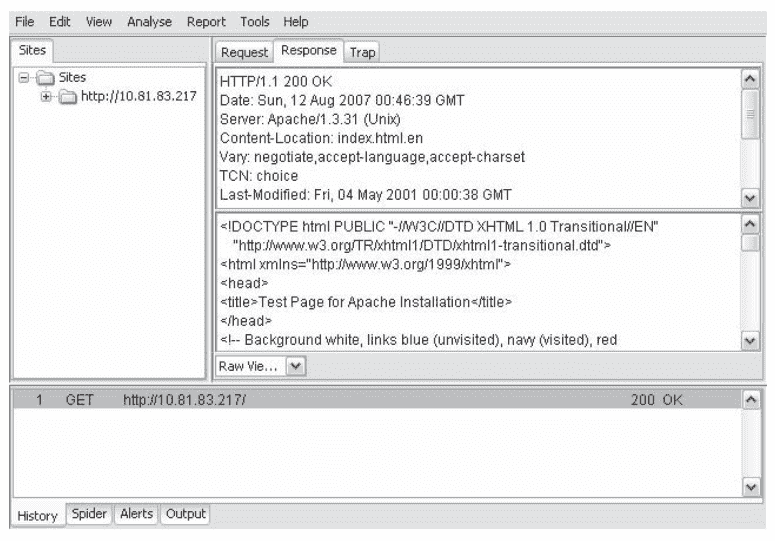 File Edit View Analyse Report Tools Help
Sites
Sites
http://10.81.83.217
Request Response Trap
HTTP/1.1 200 OK
Date: Sun, 12 Aug 2007 00:46:39 GMT
Server: Apache/1.3.31 (Unix)
Content-Location: index.html.en
Vary: negotiate,accept-language,accept-charset
TCN: choice
Last-Modified: Fri, 04 May 2001 00:00:38 GMT
<!DOCTYPE html PUBLIC "-//W3C//DTD XHTML 1.0 Transitional//EN"
"http://www.w3.org/TR/xhtml1/DTD/xhtml1-transitional.dtd">
<html xmlns="http://www.w3.org/1999/xhtml">
<head>
<title>Test Page for Apache Installation</title>
</head>
<!-- Background white, links blue (unvisited), navy (visited), red
Raw Vie...
1 GET http://10.81.83.217/ 200 OK
History Spider Alerts Output